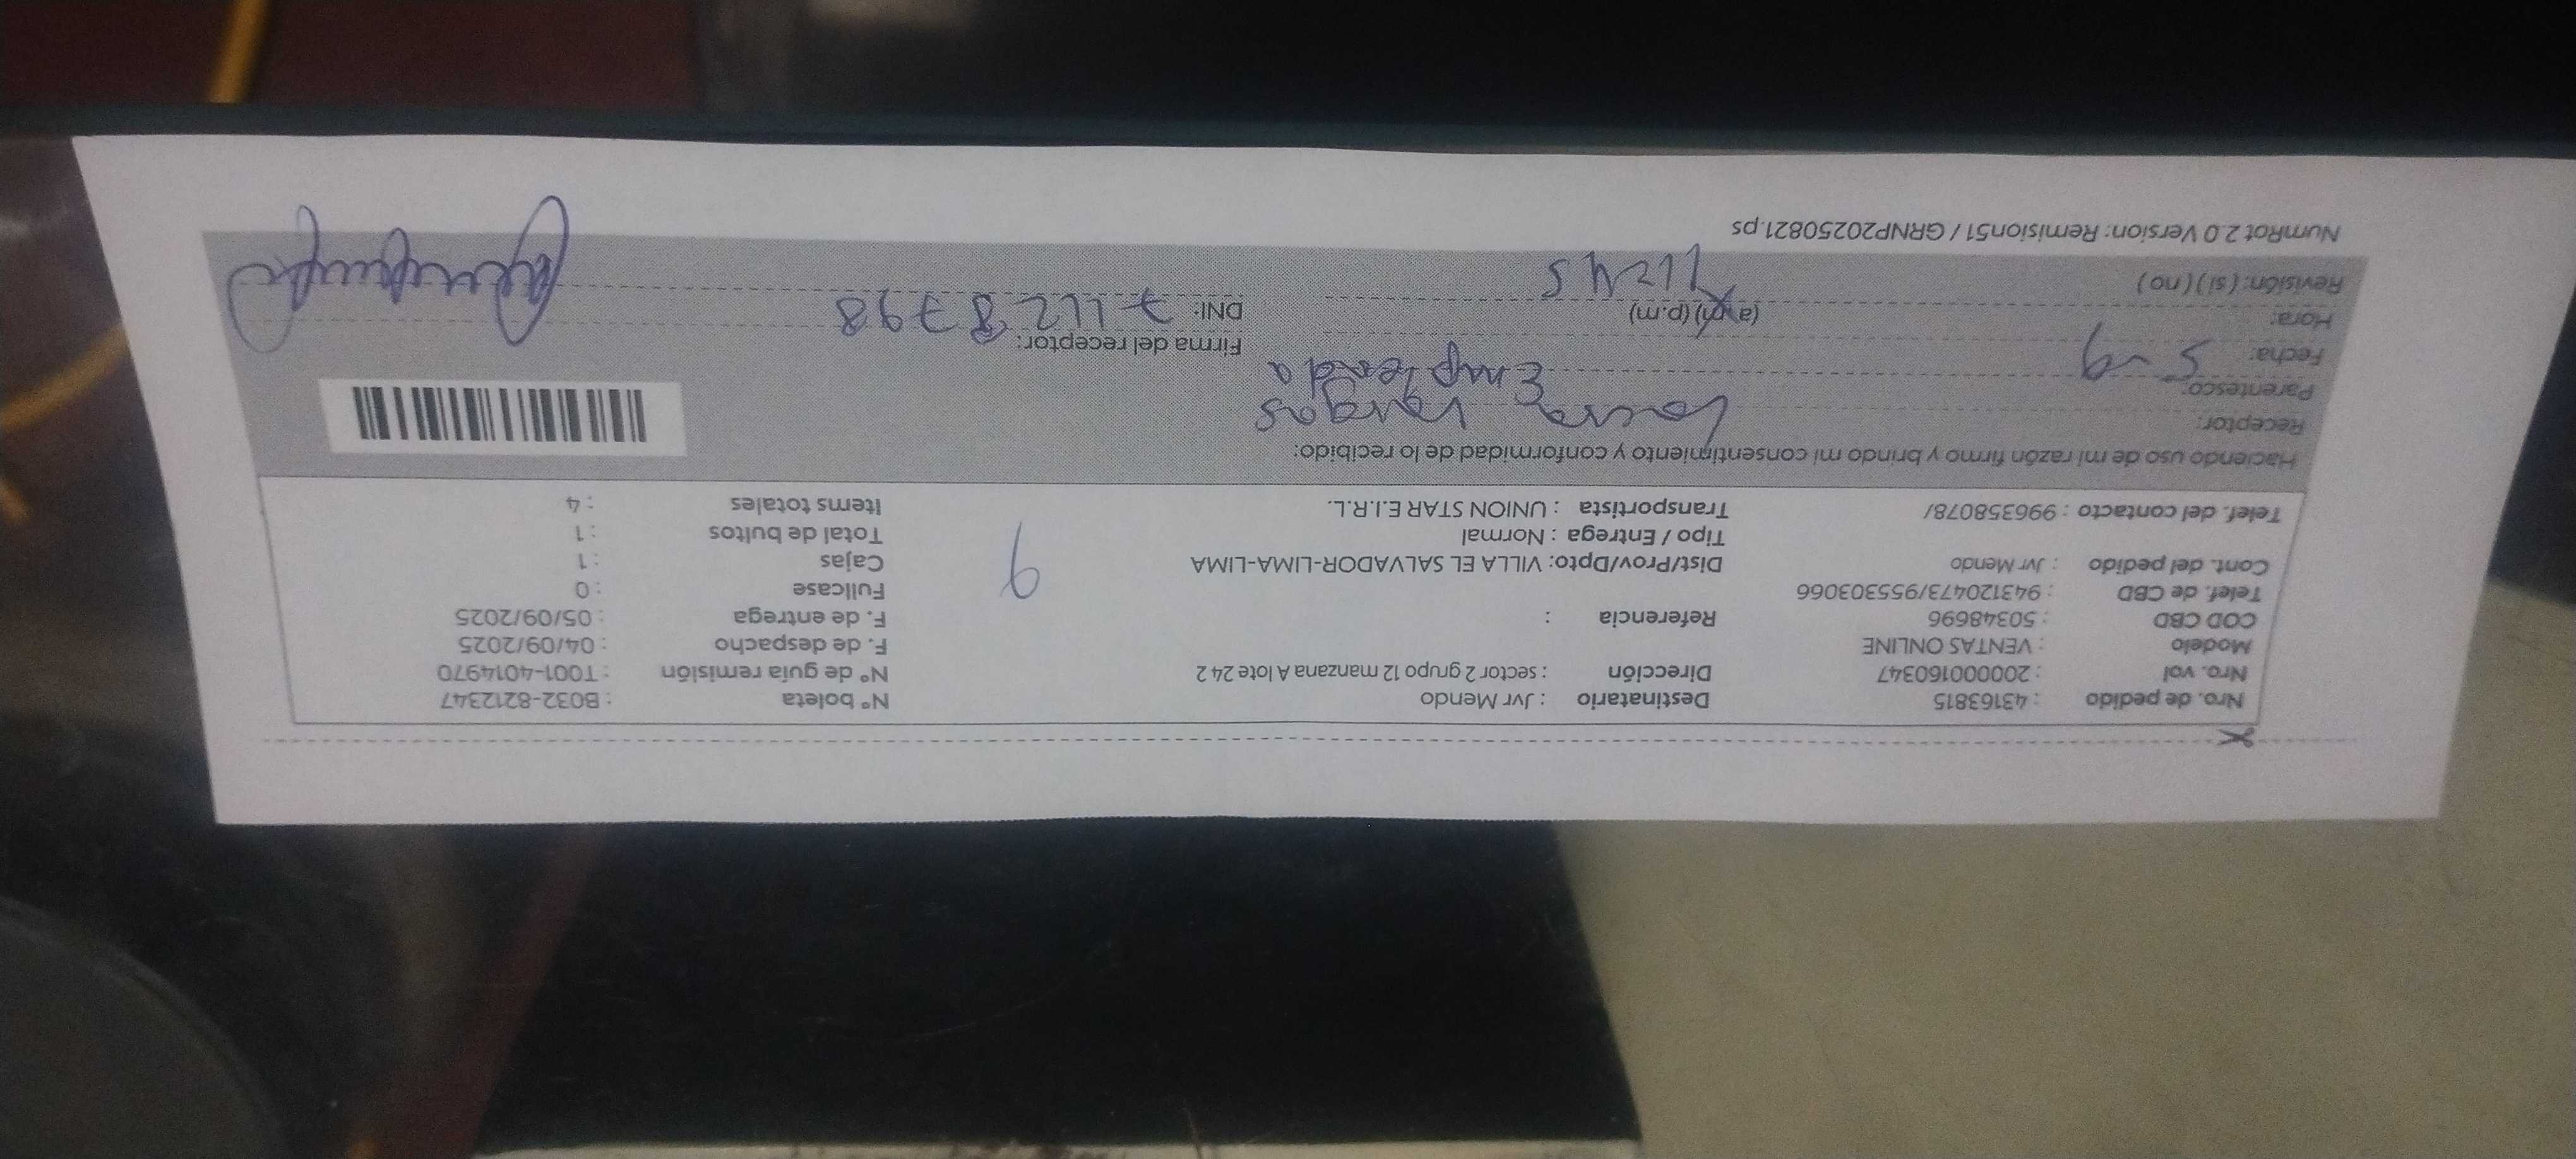 Nro. de pedido : 43163815
Nro. vol : 200000160347
Modelo : VENTAS ONLINE
COD CBD : 50348696
Telef. de CBD : 943120473/955303066
Cont. del pedido : Jvr Mendo
Telef. del contacto : 996358078/
Destinatario : Jvr Mendo
Dirección : sector 2 grupo 12 manzana A lote 24 2
Referencia :
Dist/Prov/Dpto: VILLA EL SALVADOR-LIMA-LIMA
Tipo / Entrega : Normal
Transportista : UNION STAR E.I.R.L.
9
N° boleta : B032-8212347
N° de guía remisión : T001-4014970
F. de despacho : 04/09/2025
F. de entrega : 05/09/2025
Fullcase : 0
Cajas : 1
Total de bultos : 1
Items totales : 4
Haciendo uso de mi razón firmo y brindo mi consentimiento y conformidad de lo recibido:
Receptor: Vargas
Parentesco:
Fecha: 5-9
Hora: (a.m) (p.m)
Revisión: (si) (no)
Firma del receptor:
DNI:
NumRot 2.0 Version: Remision51 / GRNP20250821.ps